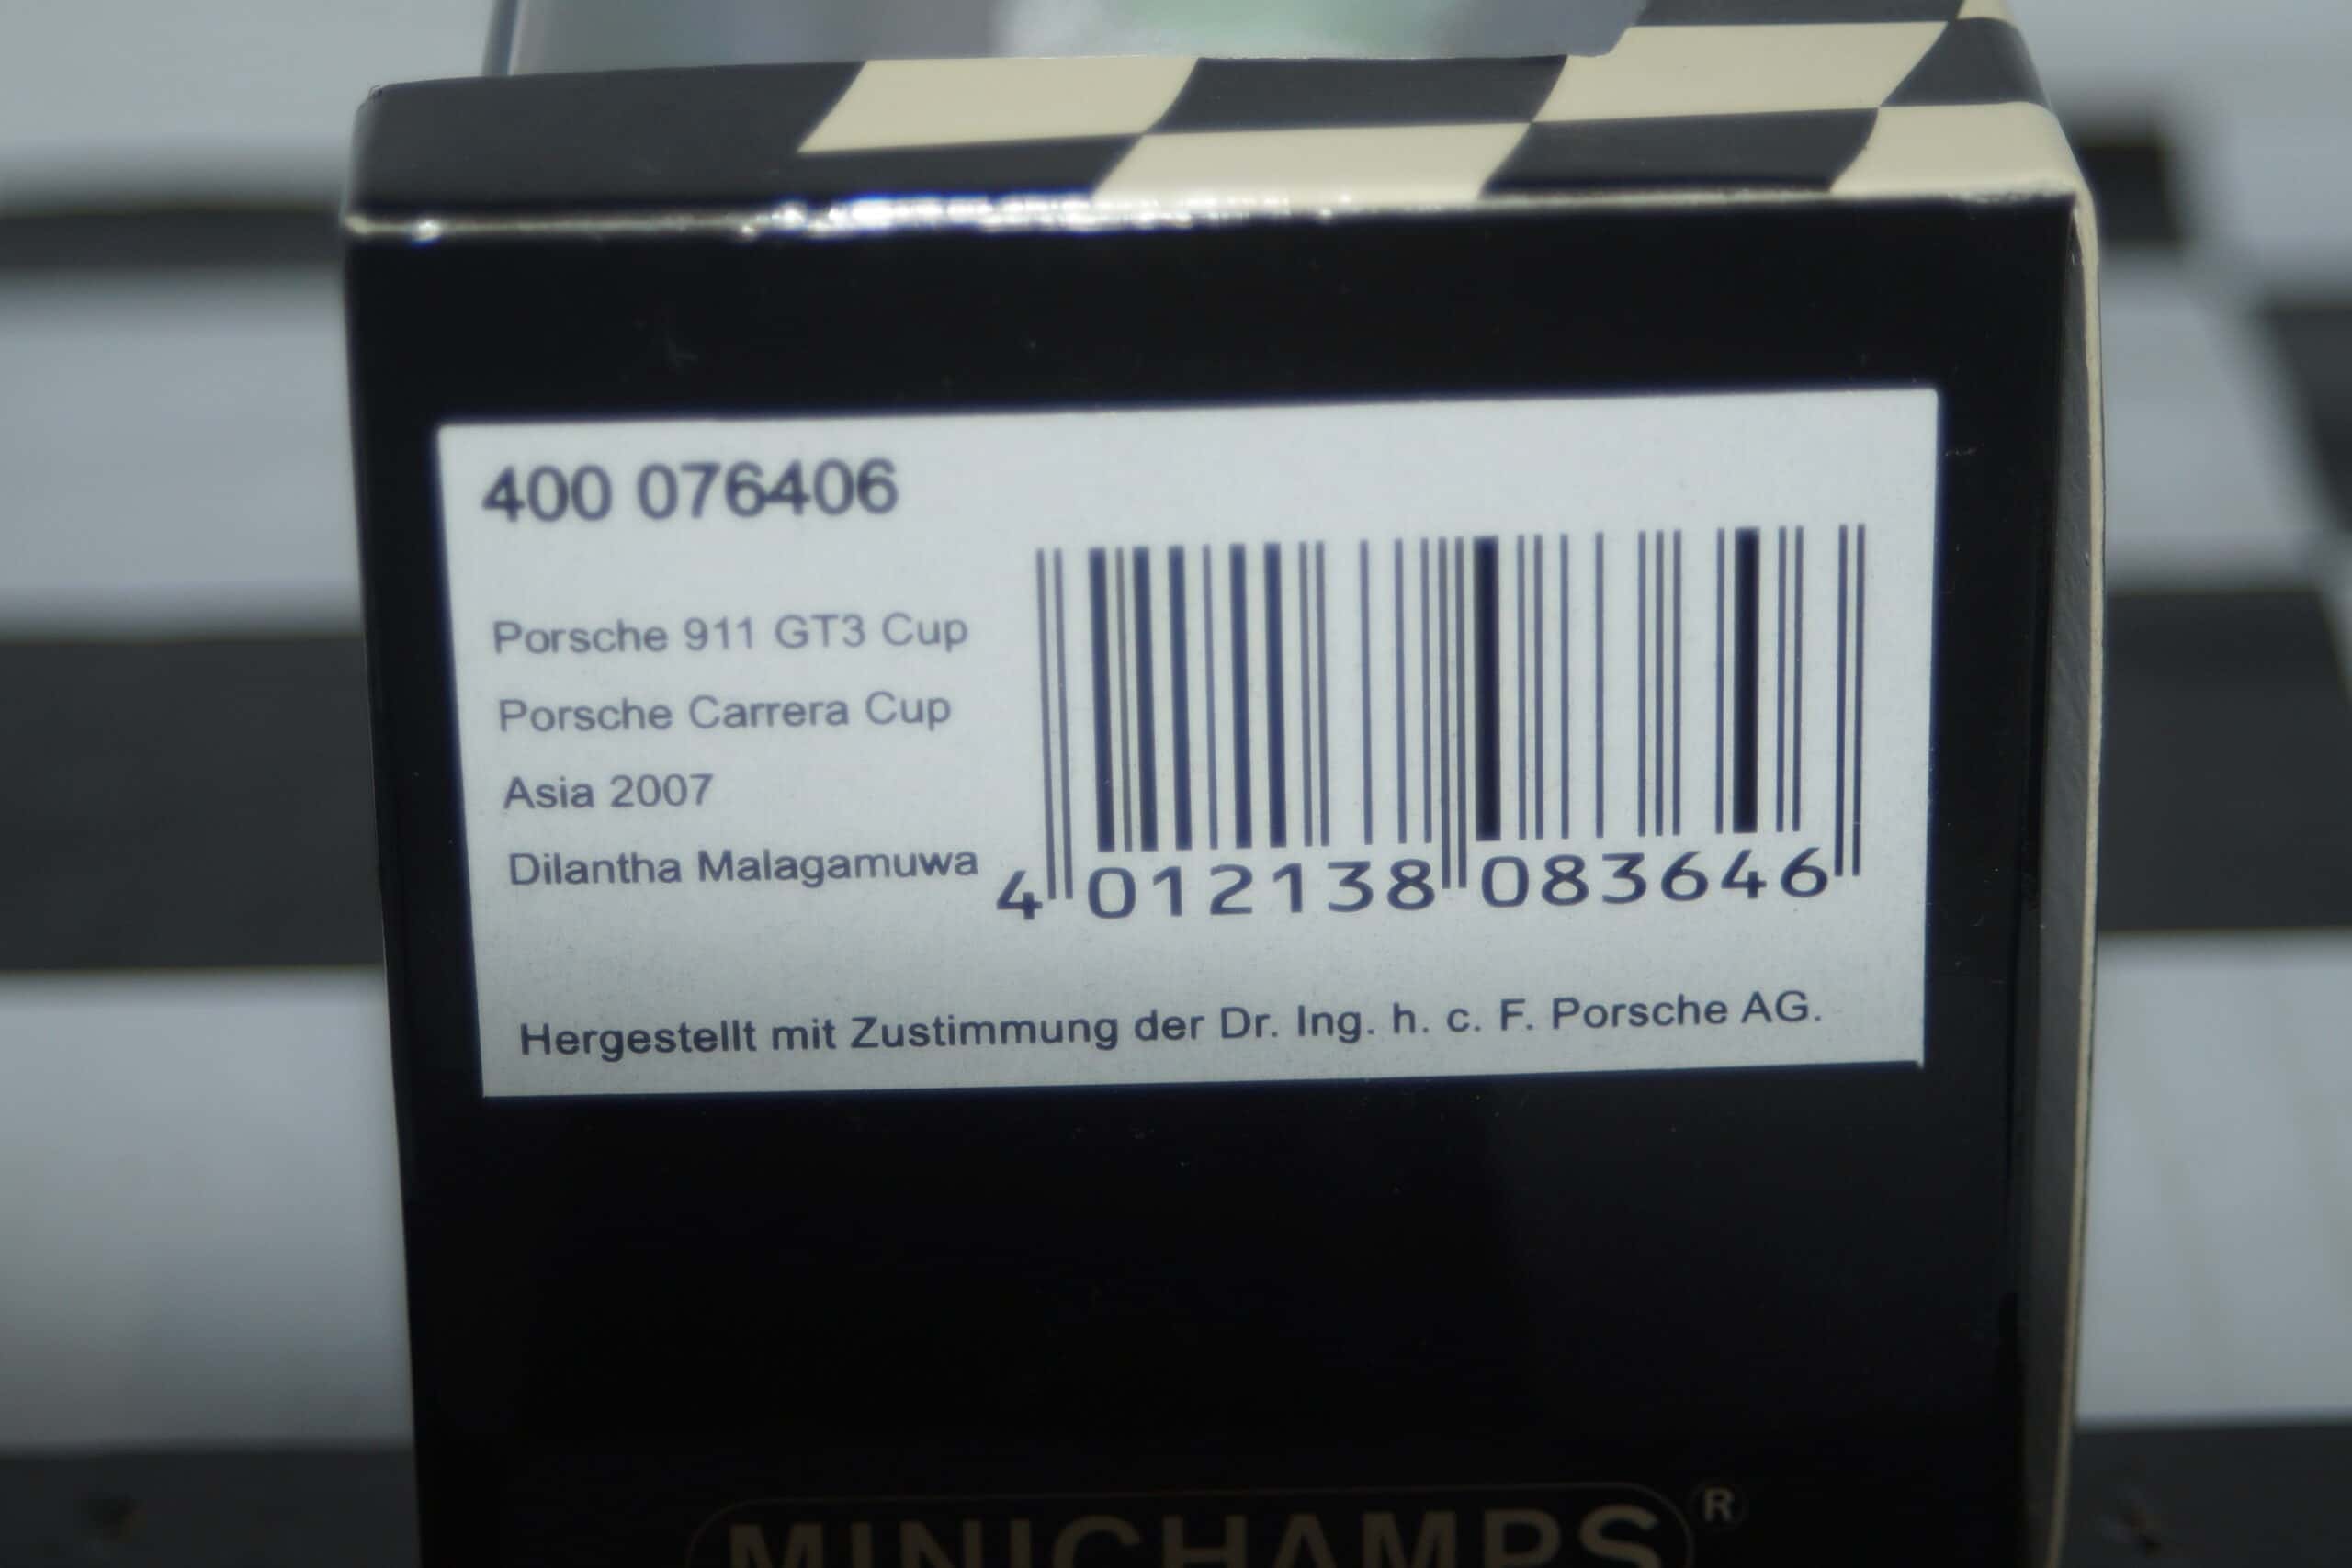 400 076406
Porsche 911 GT3 Cup
Porsche Carrera Cup
Asia 2007
Dilantha Malagamuwa
4 012138 083646
Hergestellt mit Zustimmung der Dr. Ing. h. c. F. Porsche AG.
MINICHAMPS ®